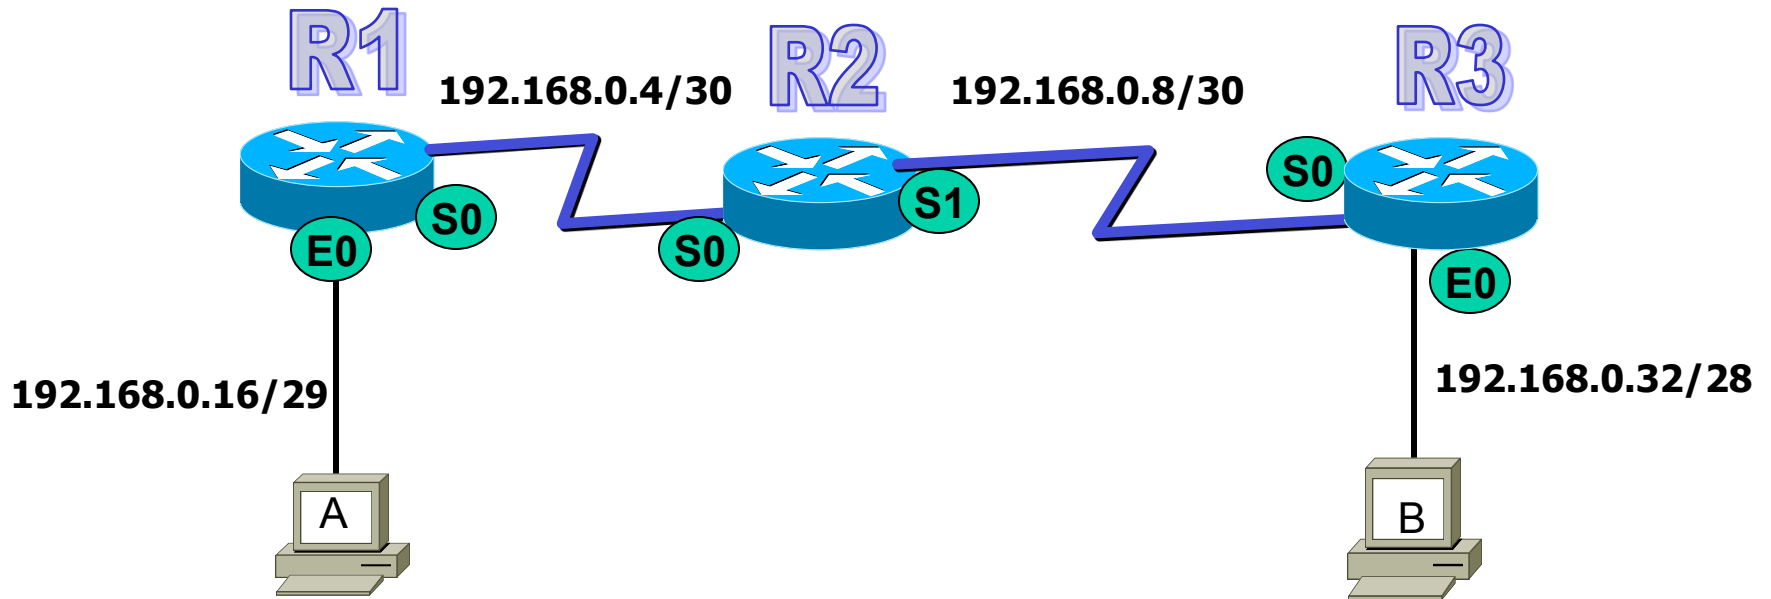 R1
R2
R3
192.168.0.4/30
192.168.0.8/30
S0
S0
S1
S0
E0
E0
192.168.0.16/29
192.168.0.32/28
A
B